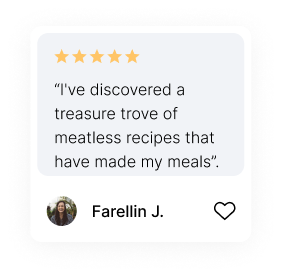 “I've discovered a
treasure trove of
meatless recipes that
have made my meals”.
Farellin J.